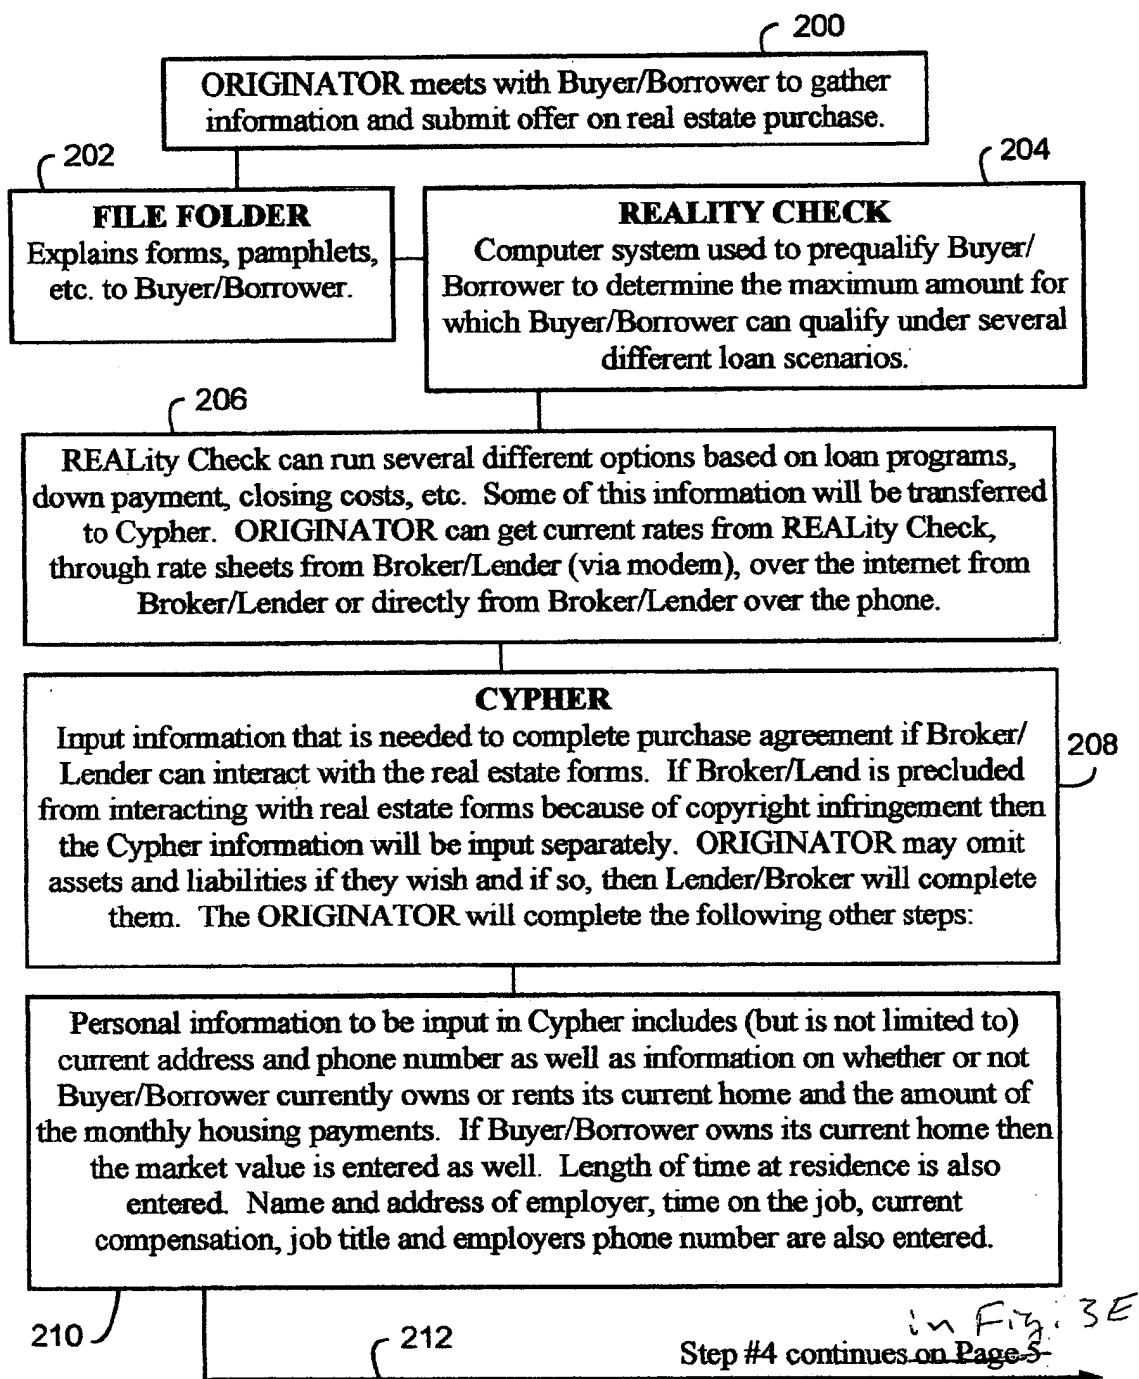 200
ORIGINATOR meets with Buyer/Borrower to gather
information and submit offer on real estate purchase.
202
FILE FOLDER
Explains forms, pamphlets,
etc. to Buyer/Borrower.
204
REALITY CHECK
Computer system used to prequalify Buyer/
Borrower to determine the maximum amount for
which Buyer/Borrower can qualify under several
different loan scenarios.
206
REALity Check can run several different options based on loan programs,
down payment, closing costs, etc. Some of this information will be transferred
to Cypher. ORIGINATOR can get current rates from REALity Check,
through rate sheets from Broker/Lender (via modem), over the internet from
Broker/Lender or directly from Broker/Lender over the phone.
CYPHER
Input information that is needed to complete purchase agreement if Broker/
Lender can interact with the real estate forms. If Broker/Lend is precluded
from interacting with real estate forms because of copyright infringement then
the Cypher information will be input separately. ORIGINATOR may omit
assets and liabilities if they wish and if so, then Lender/Broker will complete
them. The ORIGINATOR will complete the following other steps:
208
Personal information to be input in Cypher includes (but is not limited to)
current address and phone number as well as information on whether or not
Buyer/Borrower currently owns or rents its current home and the amount of
the monthly housing payments. If Buyer/Borrower owns its current home then
the market value is entered as well. Length of time at residence is also
entered. Name and address of employer, time on the job, current
compensation, job title and employers phone number are also entered.
210
212
in Fig. 3E
Step #4 continues on Page 5